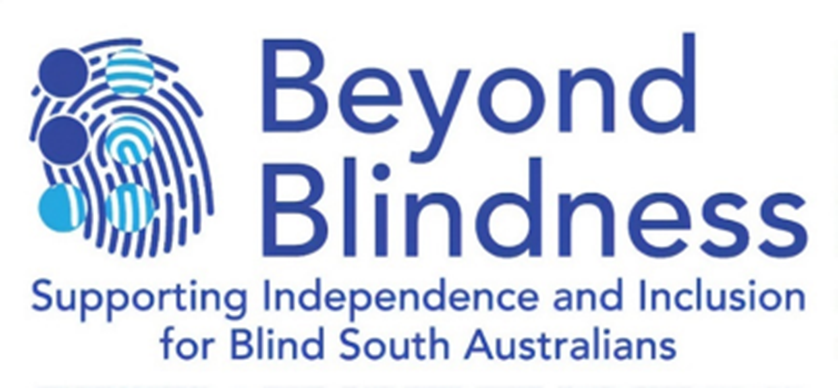 Beyond
Blindness
Supporting Independence and Inclusion
for Blind South Australians